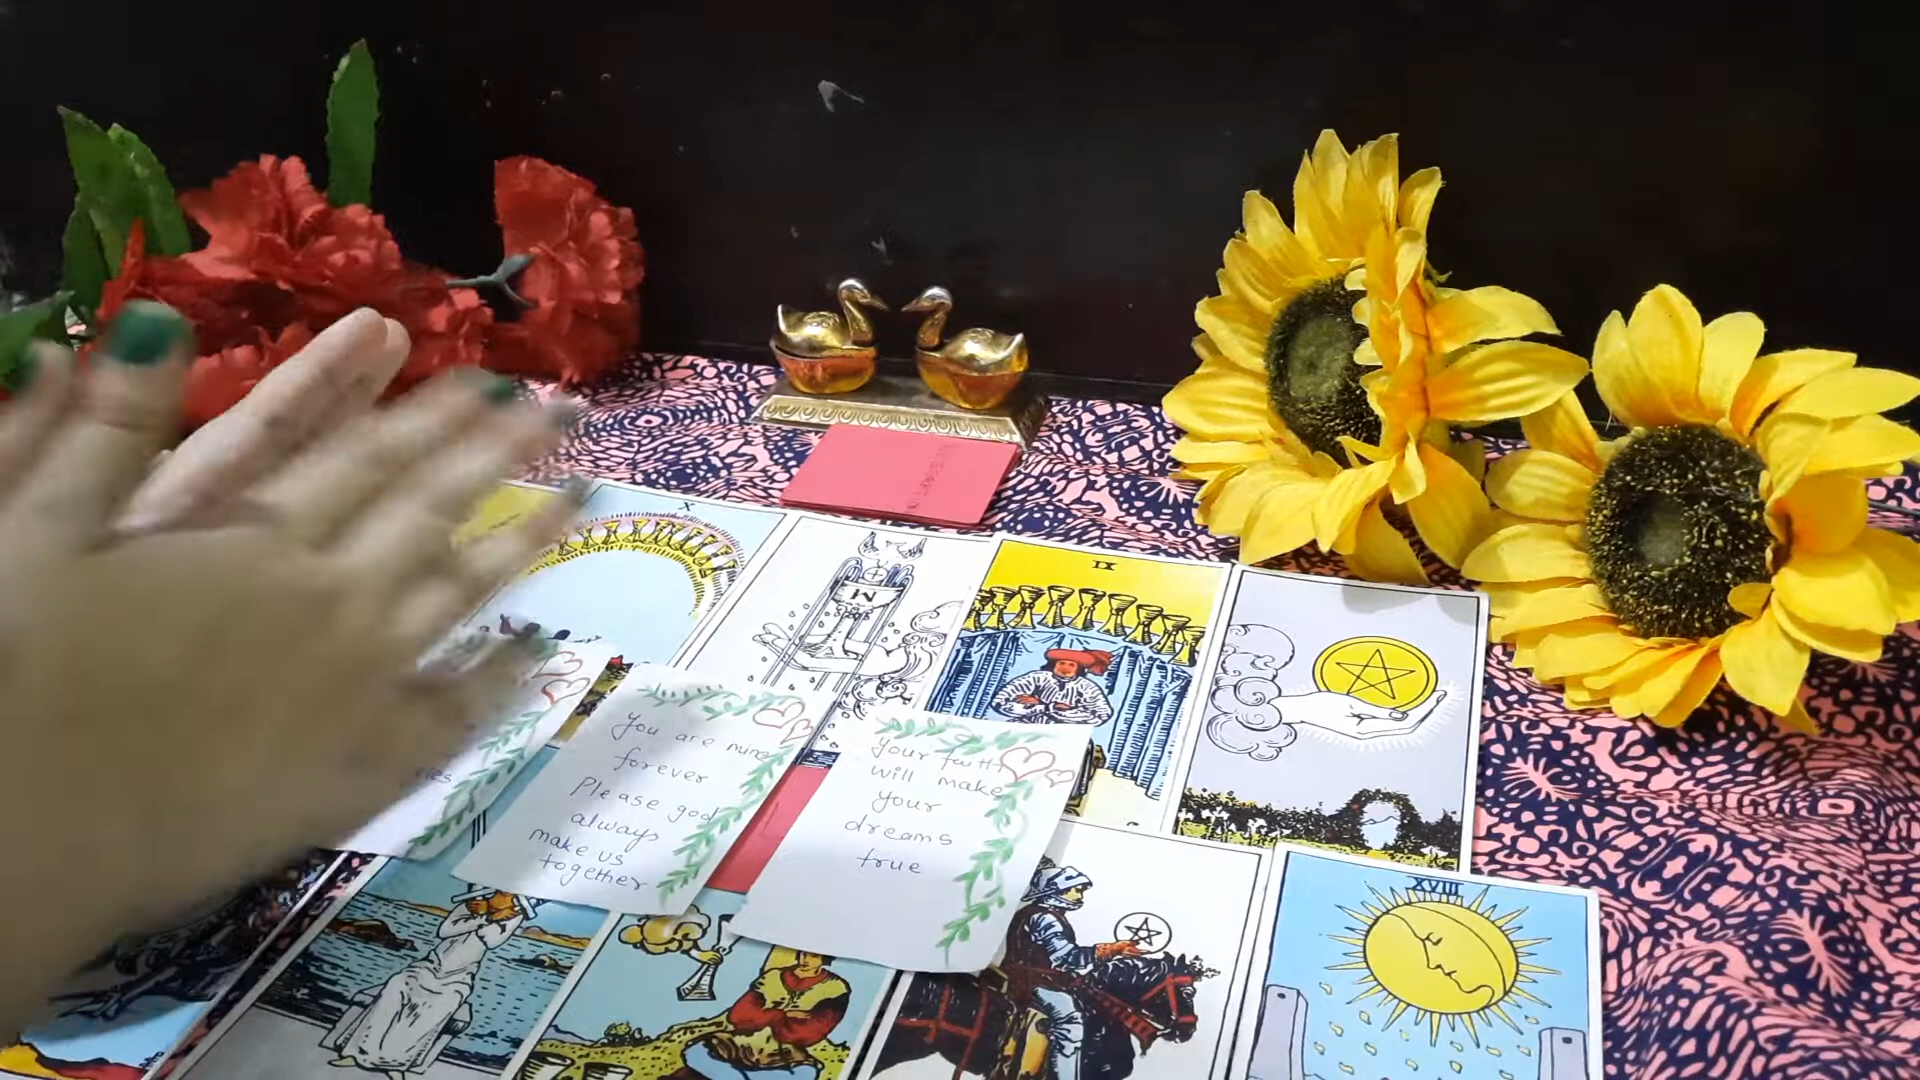 X
IX
you are mine
forever
Please god
always
make us
together
your faith
will make
your
dreams
true
XVIII